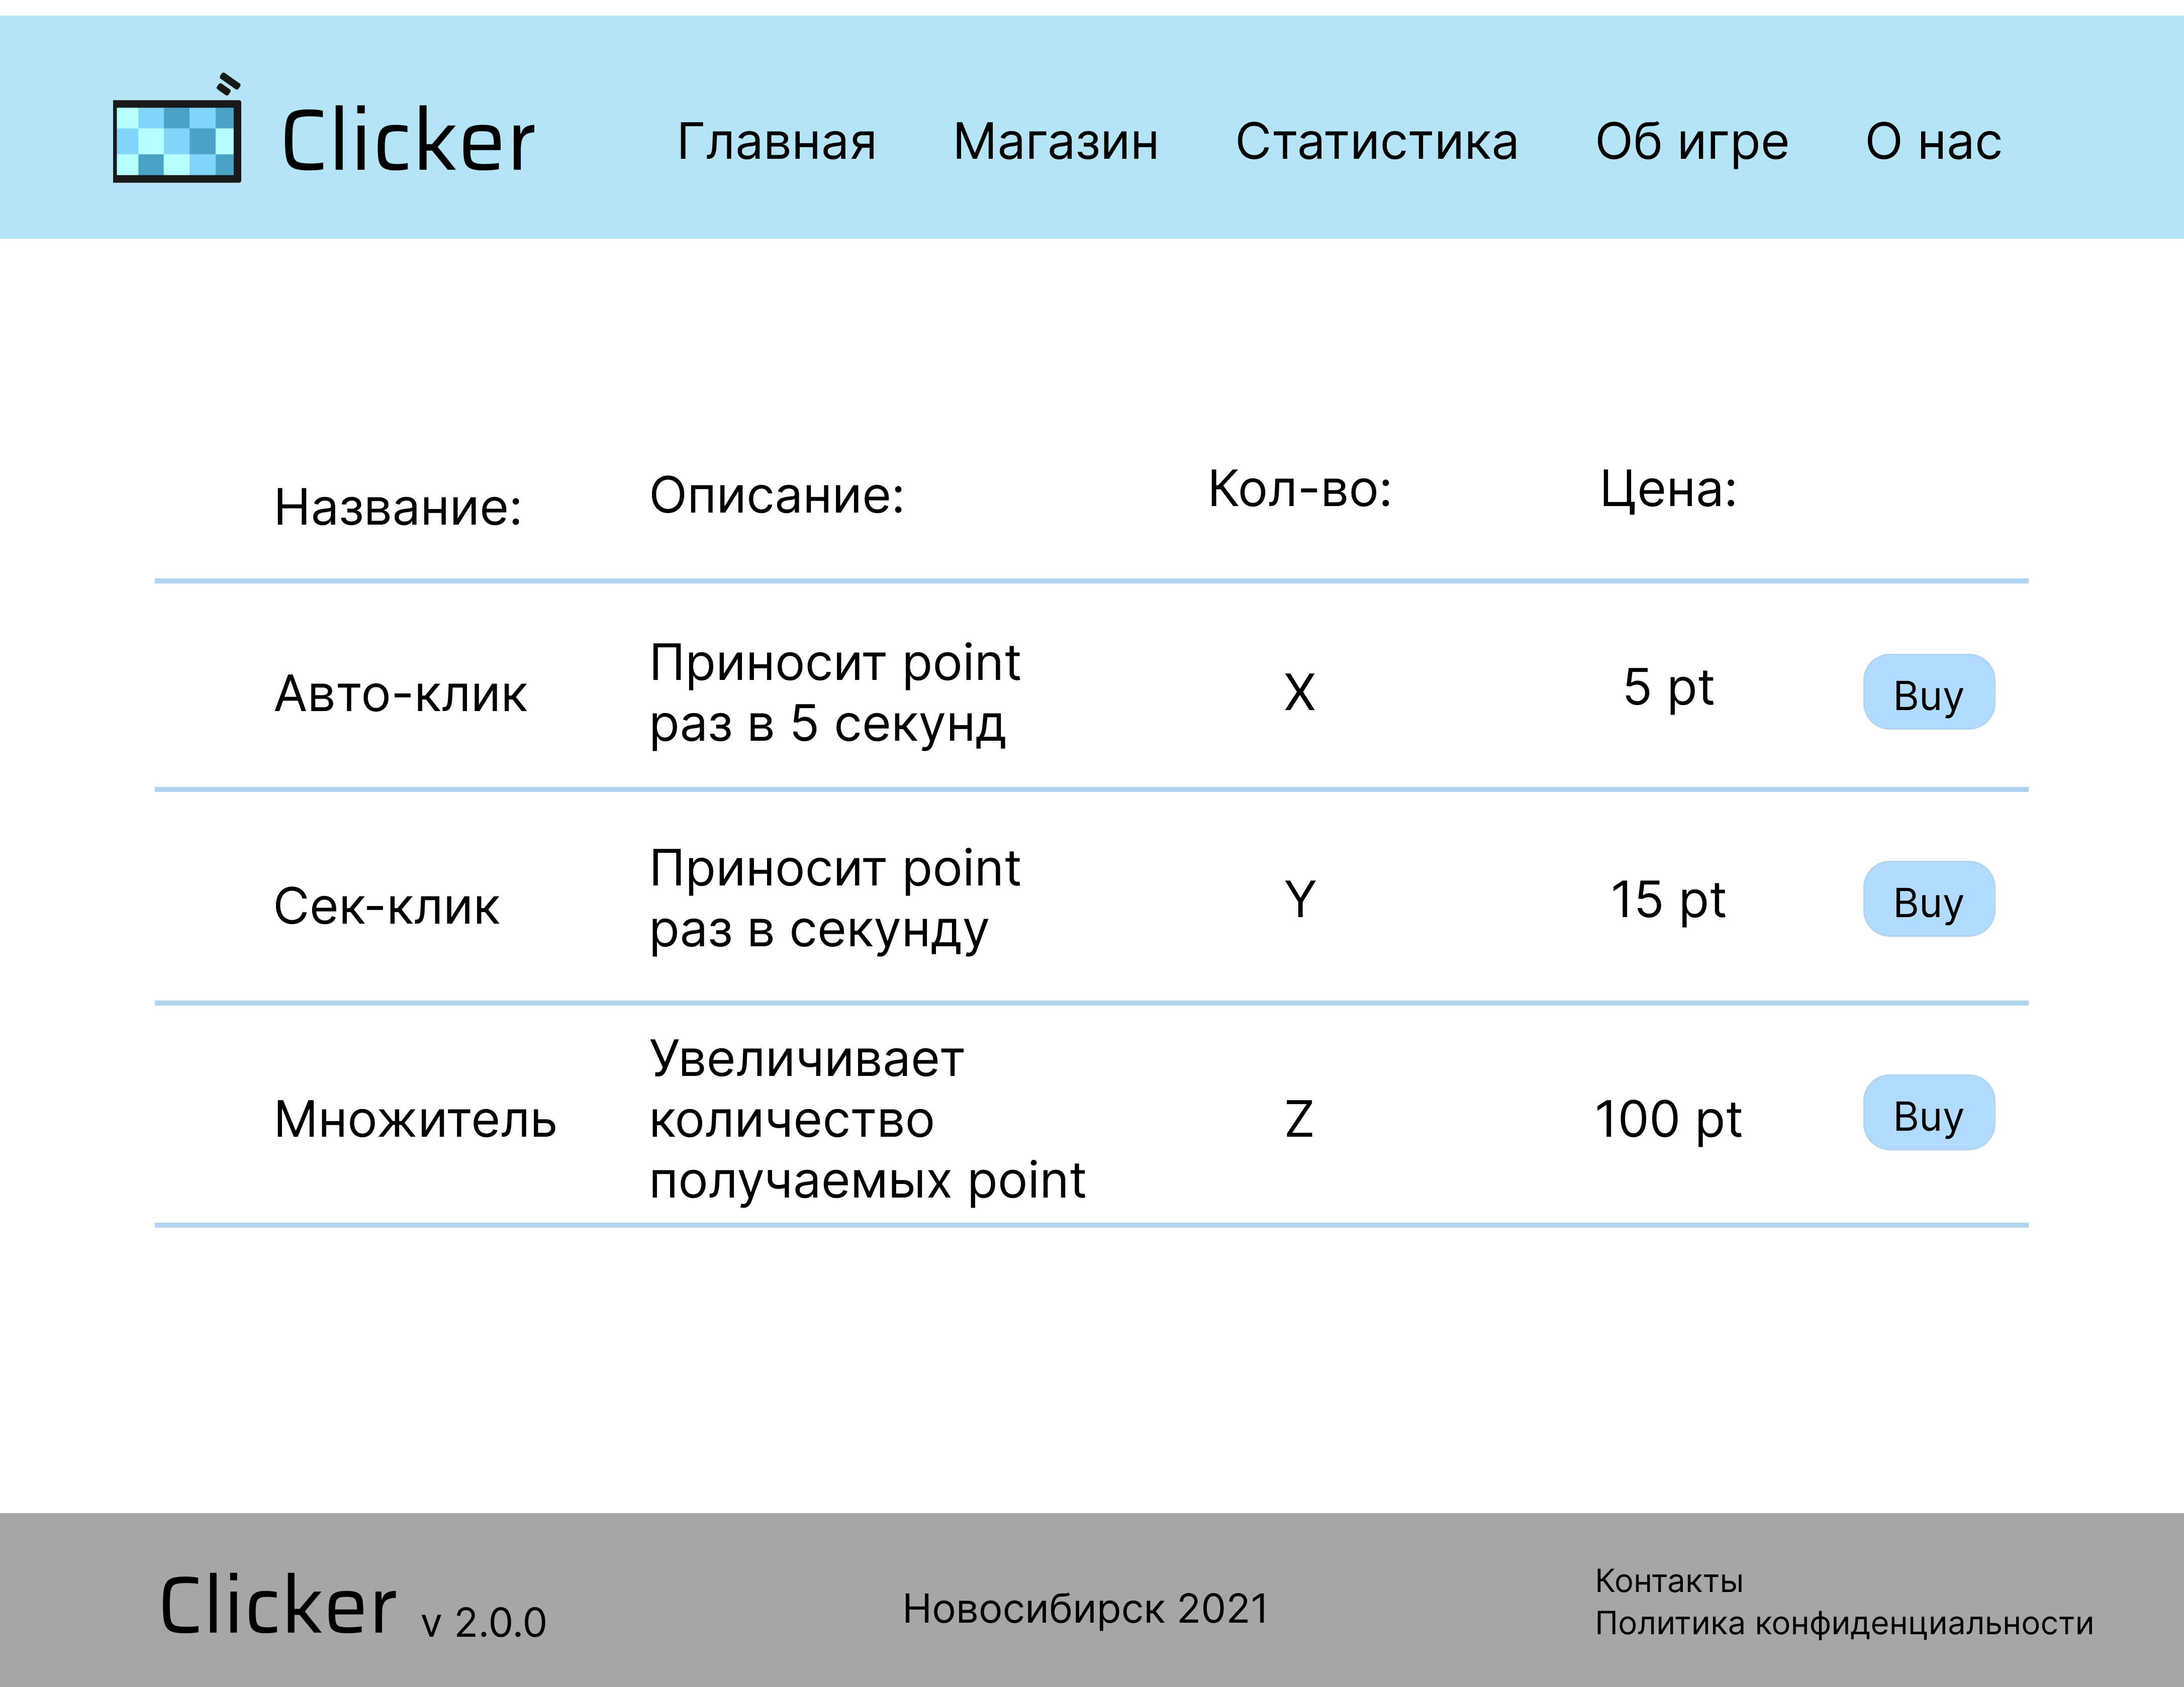 Clicker Главная Магазин Статистика Об игре О нас
Название: Описание: Кол-во: Цена:
Авто-клик
Приносит point
раз в 5 секунд
X
5 pt
Buy
Сек-клик
Приносит point
раз в секунду
Y
15 pt
Buy
Множитель
Увеличивает
количество
получаемых point
Z
100 pt
Buy
Clicker v 2.0.0
Новосибирск 2021
Контакты
Политика конфиденциальности